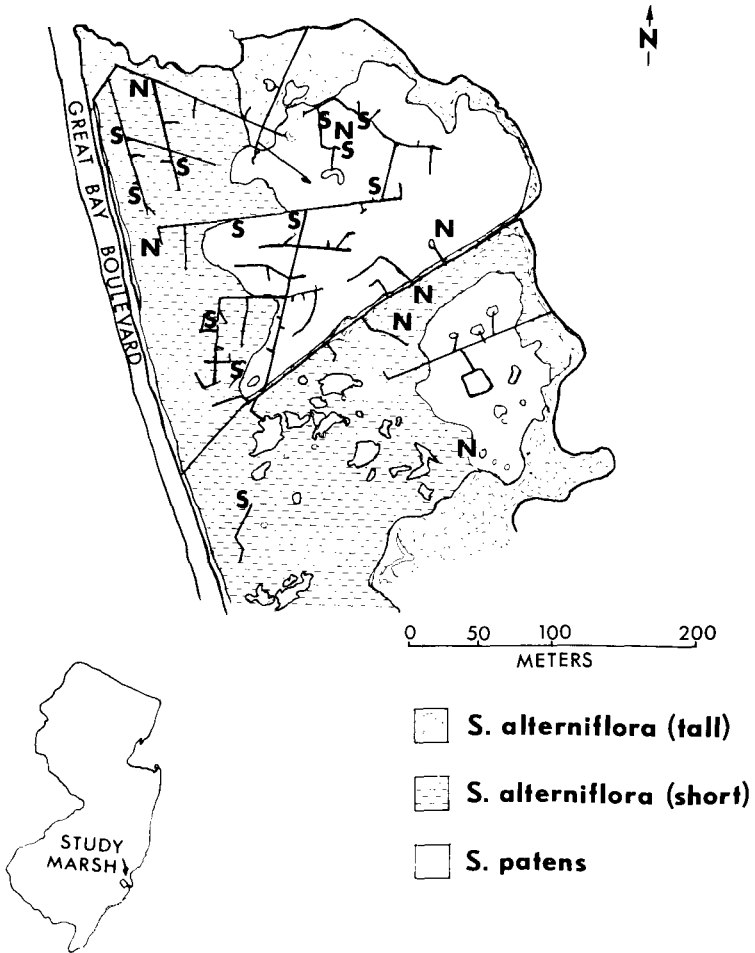 N
GREAT BAY BOULEVARD
N
S
S
S
S
N
S
S
S
N
S
S
N
N
N
S
S
N
S
0 50 100 200
METERS
S. alterniflora (tall)
S. alterniflora (short)
S. patens
STUDY
MARSH